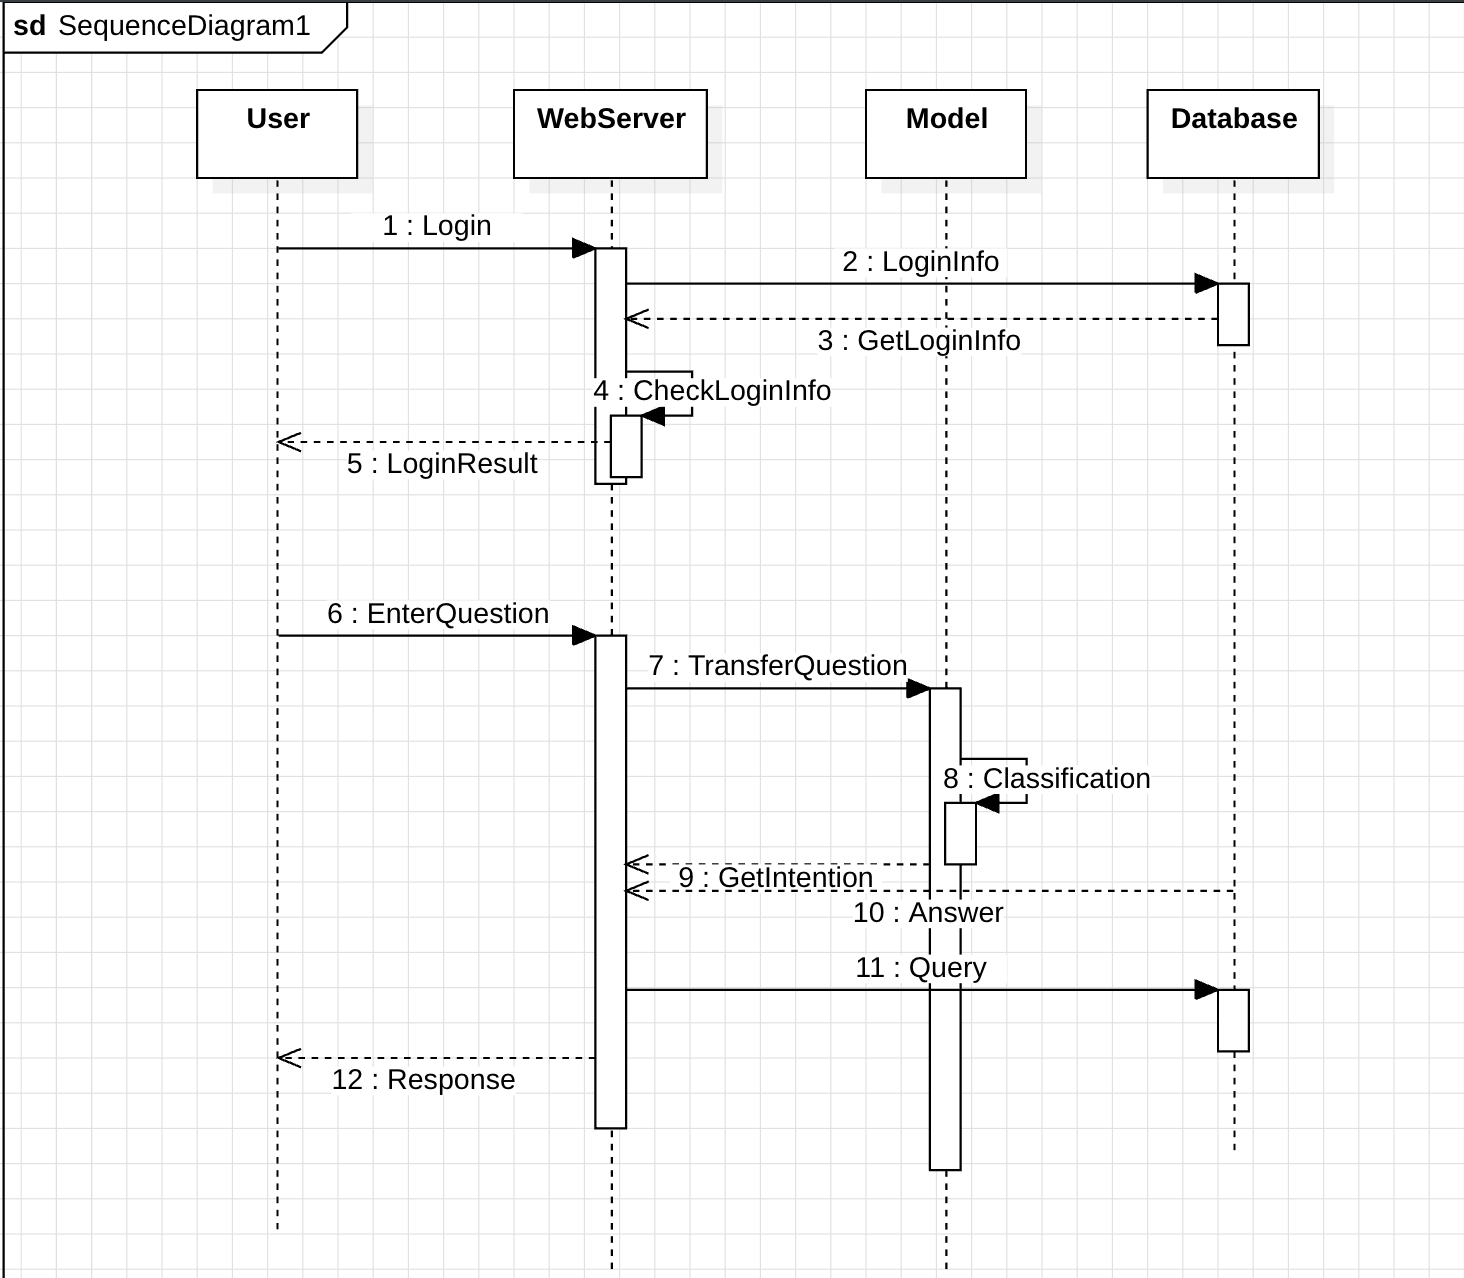 sd SequenceDiagram1
User
WebServer
Model
Database
1 : Login
2 : LoginInfo
3 : GetLoginInfo
4 : CheckLoginInfo
5 : LoginResult
6 : EnterQuestion
7 : TransferQuestion
8 : Classification
9 : GetIntention
10 : Answer
11 : Query
12 : Response